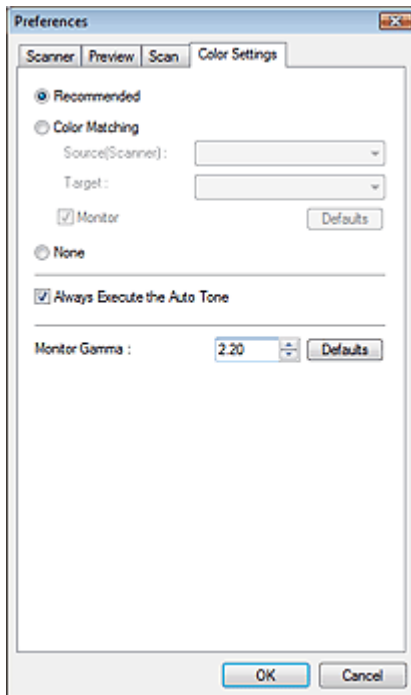 Preferences
Scanner Preview Scan Color Settings
Recommended
Color Matching
Source(Scanner) :
Target :
Monitor Defaults
None
Always Execute the Auto Tone
Monitor Gamma : 2.20 Defaults
OK Cancel